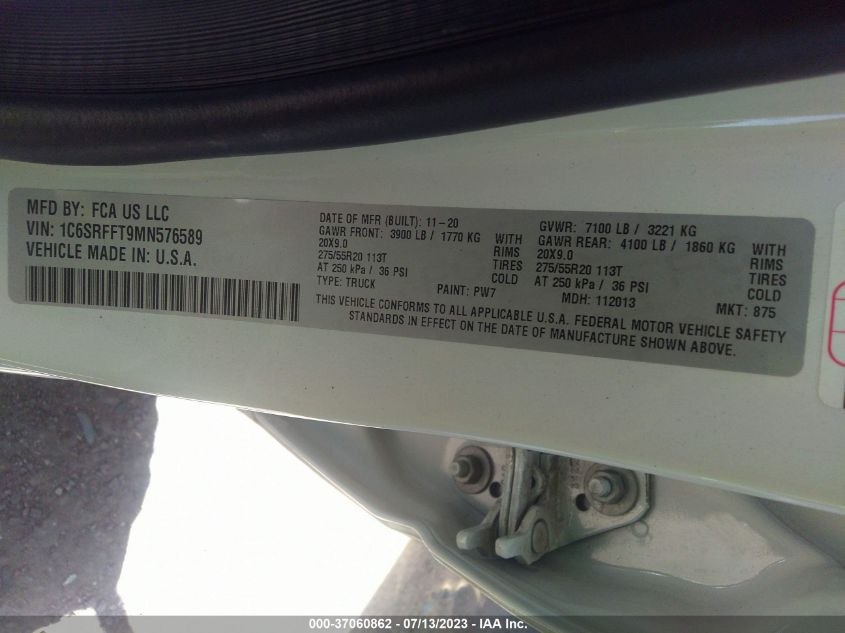 MFD BY: FCA US LLC
VIN: 1C6SRFFT9MN576589
VEHICLE MADE IN: U.S.A.
DATE OF MFR (BUILT): 11-20
GAWR FRONT: 3900 LB / 1770 KG WITH
20X9.0 RIMS
275/55R20 113T TIRES
AT 250 kPa / 36 PSI COLD
TYPE: TRUCK
PAINT: PW7
GVWR: 7100 LB / 3221 KG
GAWR REAR: 4100 LB / 1860 KG WITH
20X9.0 RIMS
275/55R20 113T TIRES
AT 250 kPa / 36 PSI COLD
MDH: 112013
MKT: 875
THIS VEHICLE CONFORMS TO ALL APPLICABLE U.S.A. FEDERAL MOTOR VEHICLE SAFETY
STANDARDS IN EFFECT ON THE DATE OF MANUFACTURE SHOWN ABOVE.
000-37060862 - 07/13/2023 - IAA Inc.